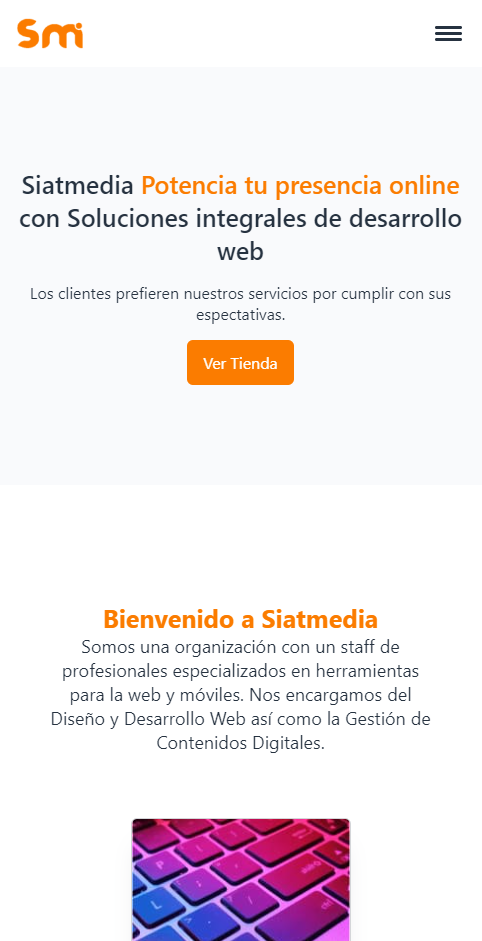 Smi
Siatmedia Potencia tu presencia online
con Soluciones integrales de desarrollo
web
Los clientes prefieren nuestros servicios por cumplir con sus
espectativas.
Ver Tienda
Bienvenido a Siatmedia
Somos una organización con un staff de
profesionales especializados en herramientas
para la web y móviles. Nos encargamos del
Diseño y Desarrollo Web así como la Gestión de
Contenidos Digitales.